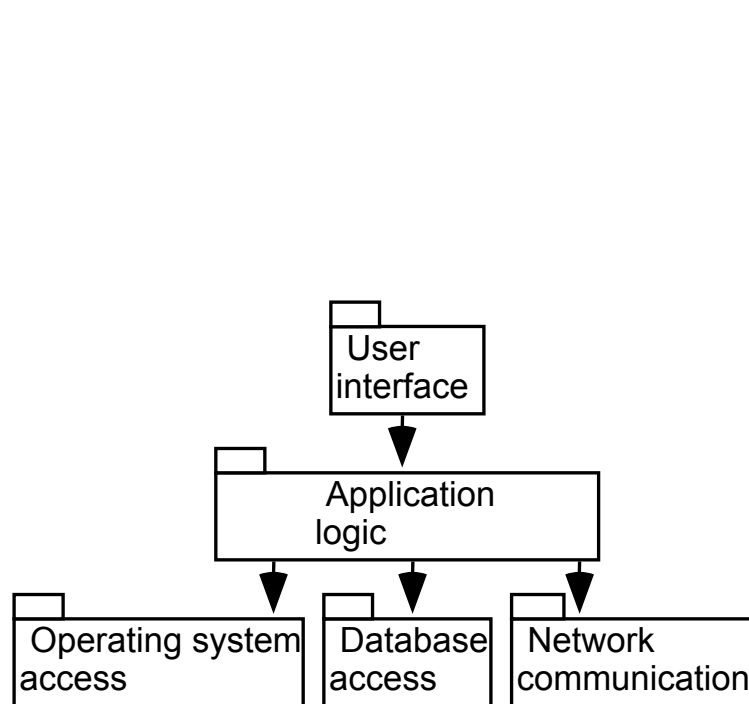 User
interface
Application
logic
Operating system
access
Database
access
Network
communication